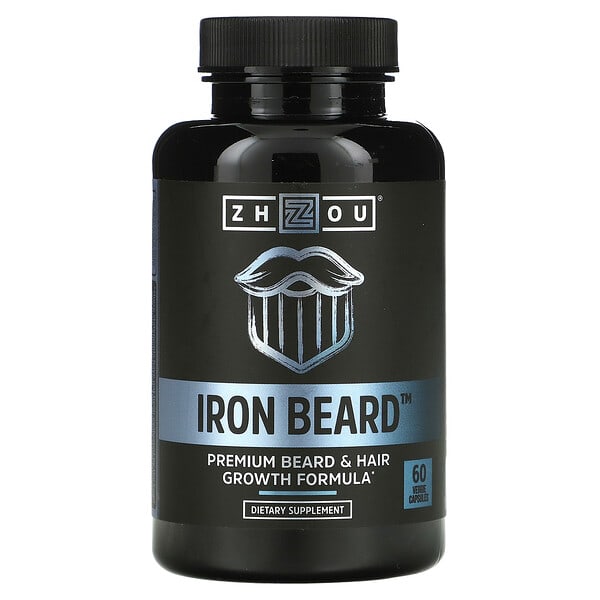 ZHZOU®
IRON BEARD™
PREMIUM BEARD & HAIR
GROWTH FORMULA*
DIETARY SUPPLEMENT
60
VEGGIE
CAPSULES